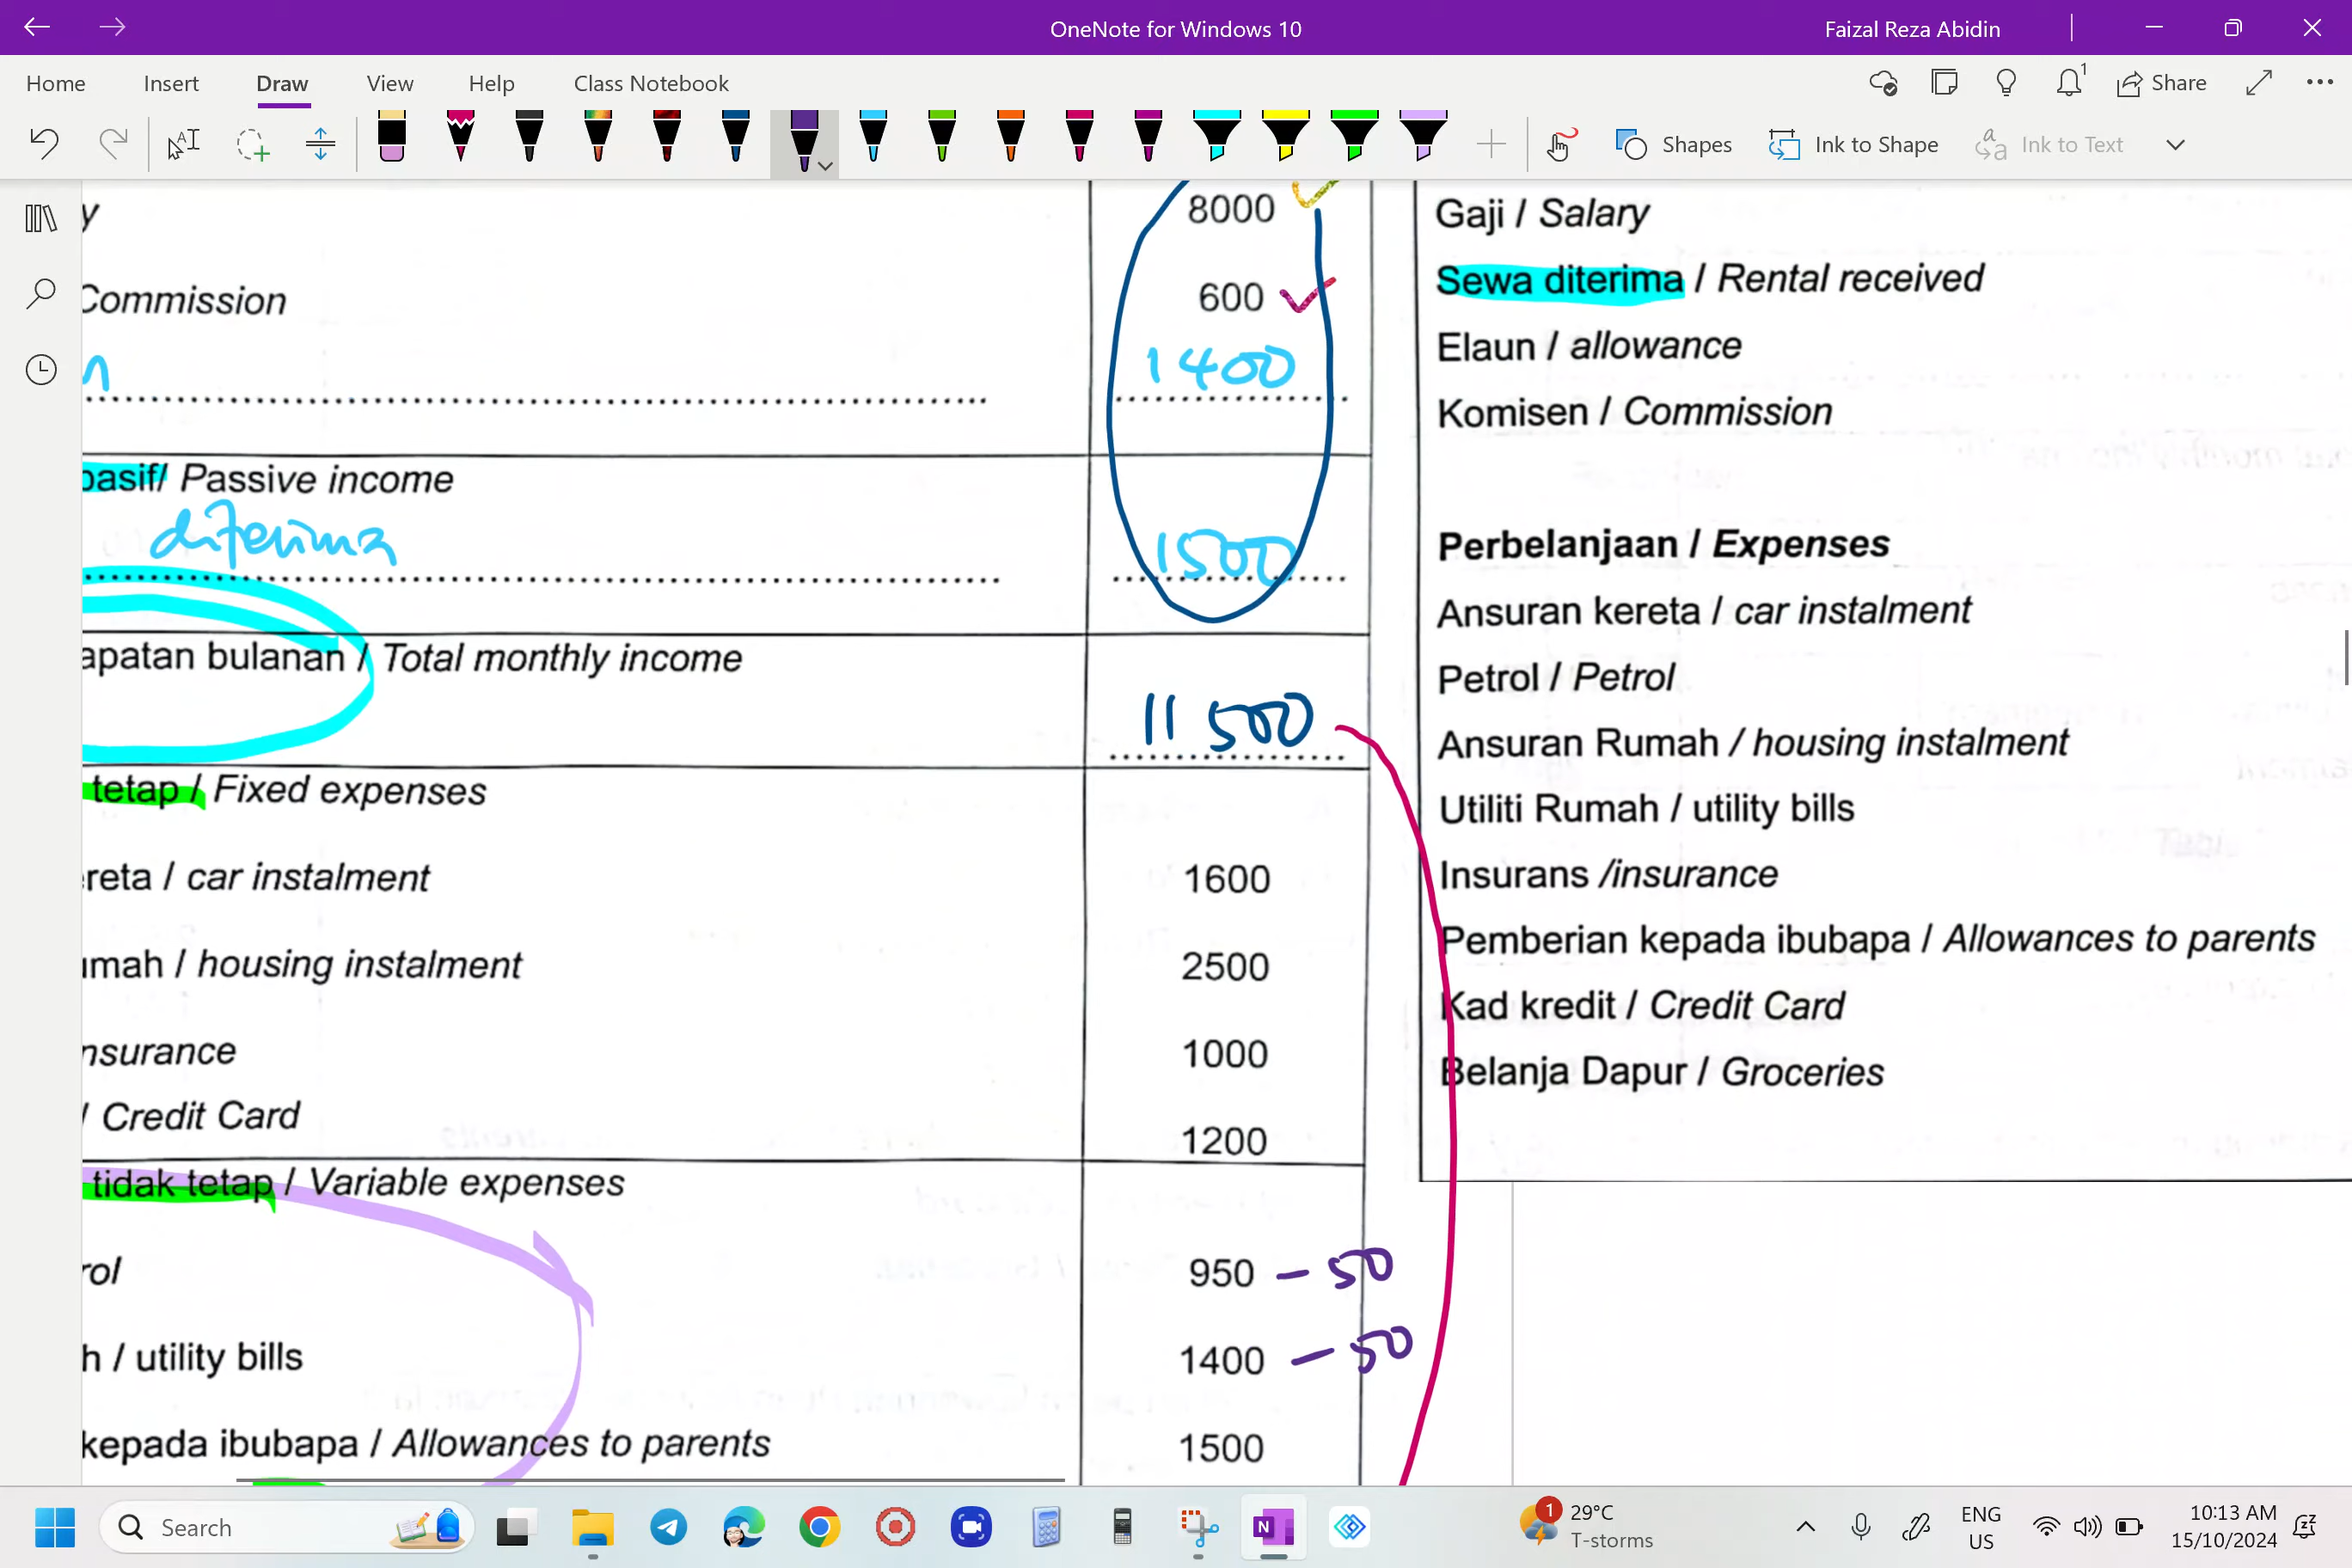 OneNote for Windows 10
Faizal Reza Abidin
Home Insert Draw View Help Class Notebook
1
Share
Shapes
Ink to Shape
Ink to Text
y 8000
Commission 600
n 1400
pasif/ Passive income
diterima 1500
apatan bulanan / Total monthly income
11 500
tetap / Fixed expenses
reta / car instalment 1600
umah / housing instalment 2500
nsurance 1000
/ Credit Card 1200
tidak tetap / Variable expenses
rol 950 - 50
h / utility bills 1400 - 50
kepada ibubapa / Allowances to parents 1500
Gaji / Salary
Sewa diterima / Rental received
Elaun / allowance
Komisen / Commission
Perbelanjaan / Expenses
Ansuran kereta / car instalment
Petrol / Petrol
Ansuran Rumah / housing instalment
Utiliti Rumah / utility bills
Insurans /insurance
Pemberian kepada ibubapa / Allowances to parents
Kad kredit / Credit Card
Belanja Dapur / Groceries
Search
1
29°C
T-storms
ENG
US
10:13 AM
15/10/2024